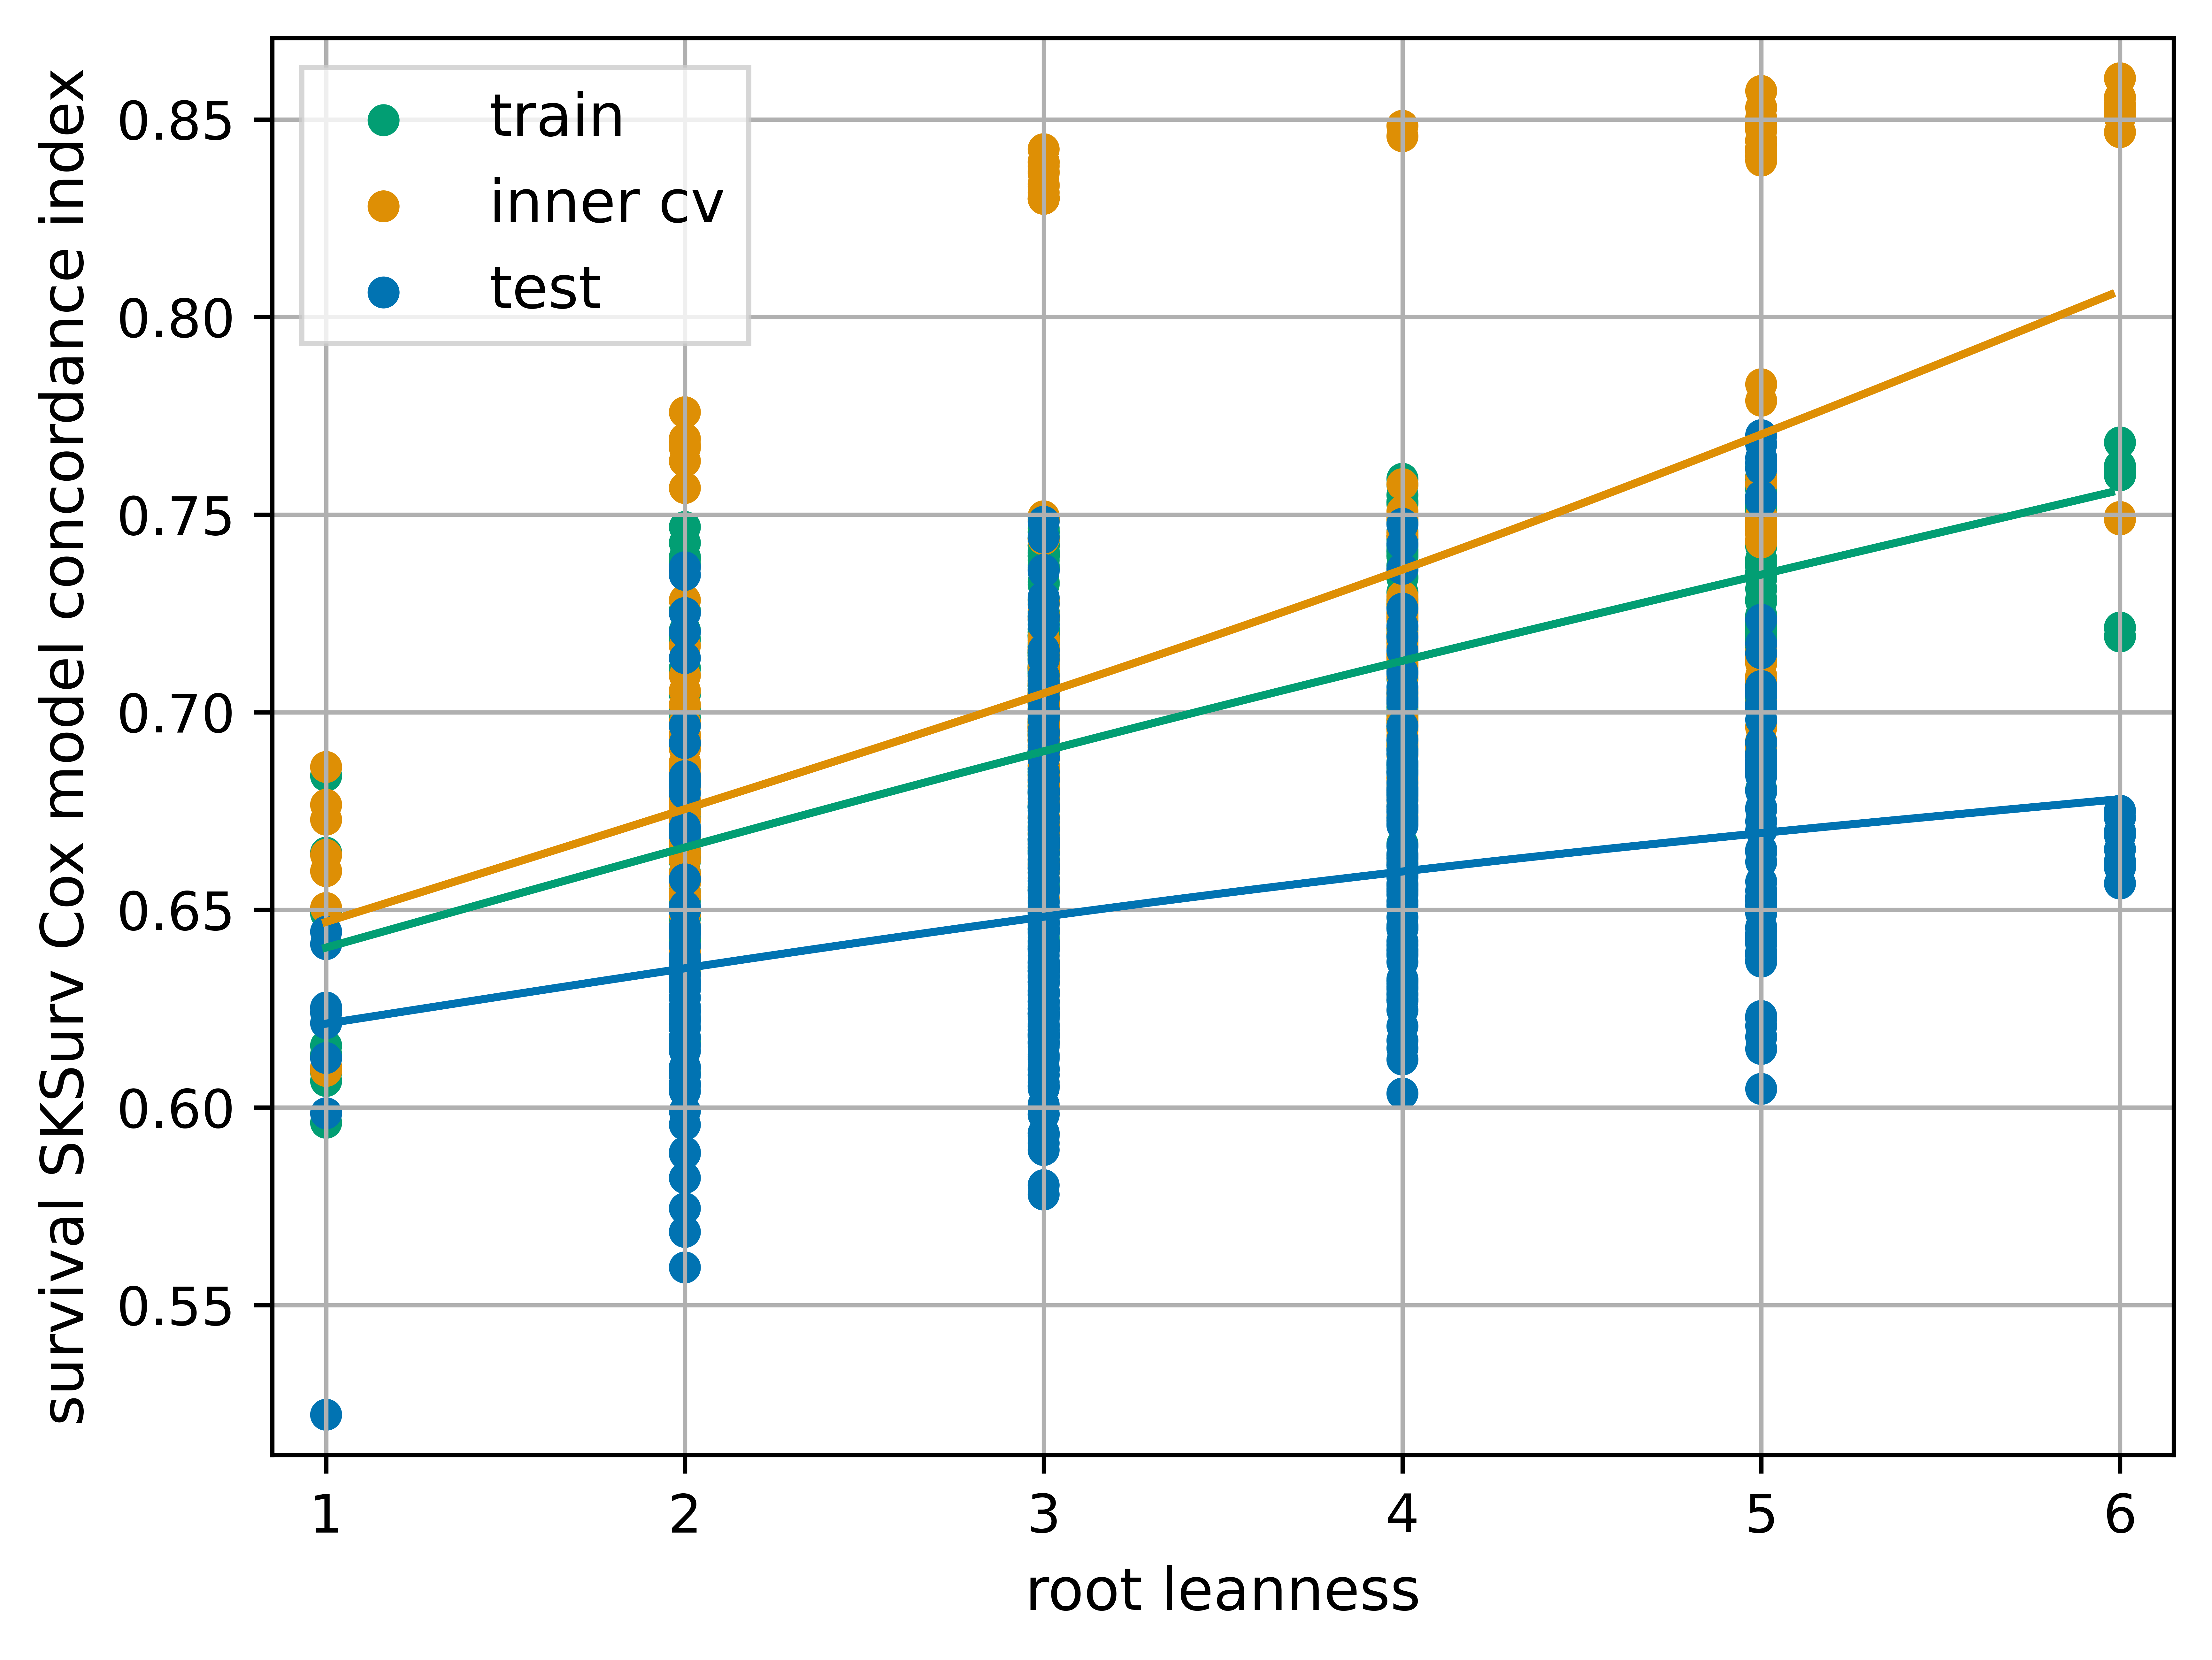 survival SKSurv Cox model concordance index
0.85
0.80
0.75
0.70
0.65
0.60
0.55
train
inner cv
test
1 2 3 4 5 6
root leanness